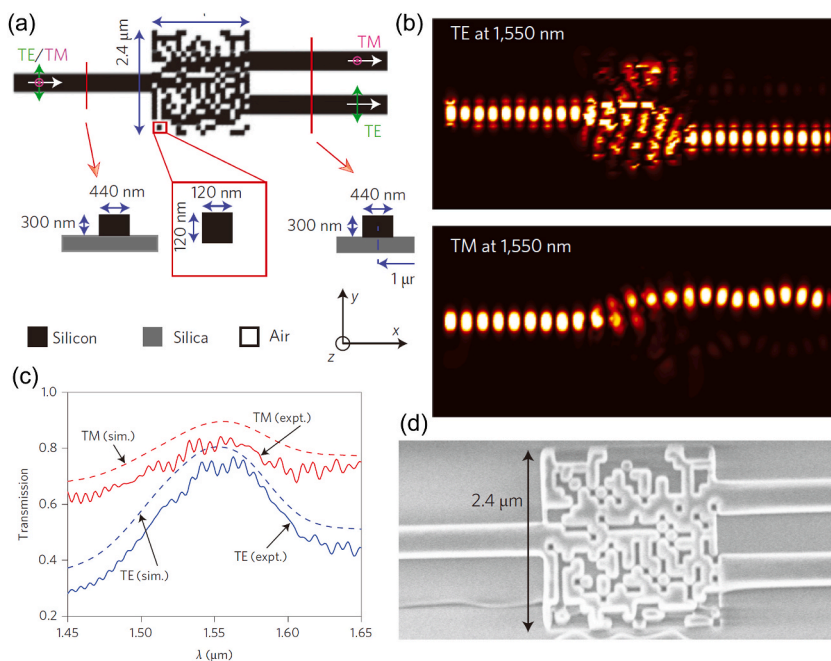 (a)
TE/TM
2.4 μm
TM
TE
440 nm
300 nm
120 nm
120 nm
440 nm
300 nm
1 μr
Silicon
Silica
Air
y
x
z
(b)
TE at 1,550 nm
TM at 1,550 nm
(c)
1.0
0.8
0.6
0.4
0.2
Transmission
TM (sim.)
TM (expt.)
TE (sim.)
TE (expt.)
1.45
1.50
1.55
1.60
1.65
λ (μm)
(d)
2.4 μm